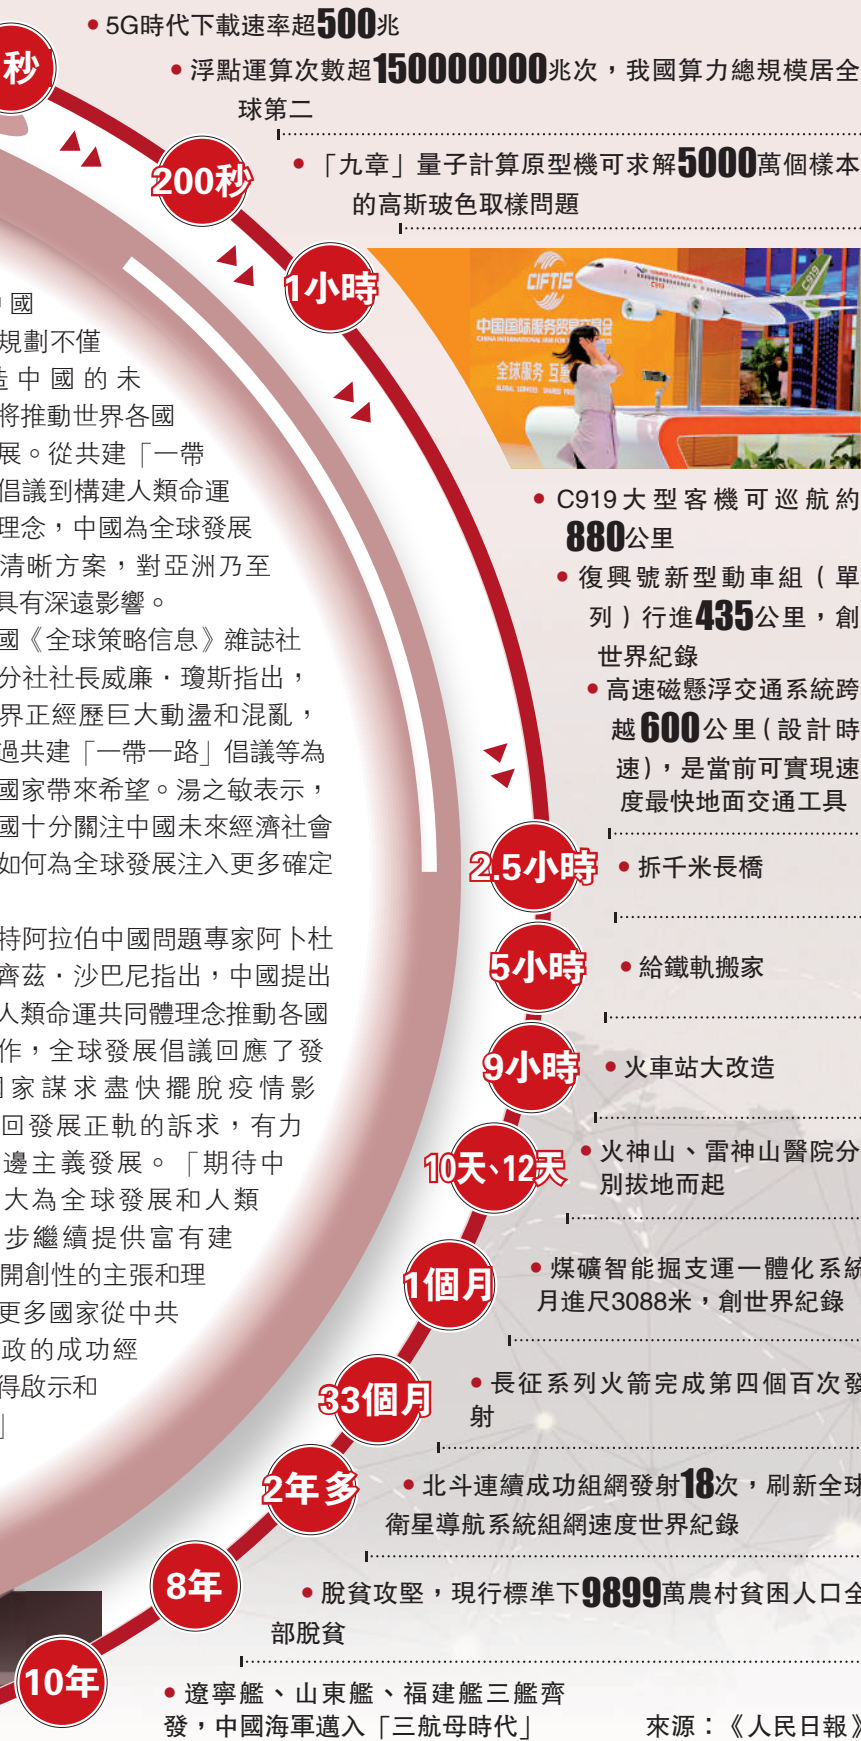 秒
• 5G時代下載速率超500兆
• 浮點運算次數超150000000兆次，我國算力總規模居全
球第二
200秒
• 「九章」量子計算原型機可求解5000萬個樣本
的高斯玻色取樣問題
1小時
CIFTIS
中国国际服务贸易交易会
CHINA INTERNATIONAL FAIR FOR TRADE IN SERVICES
全球服务 互惠
GLOBAL SERVICES SHARED
C919
• C919大型客機可巡航約
880公里
• 復興號新型動車組（單
列）行進435公里，創
世界紀錄
• 高速磁懸浮交通系統跨
越600公里(設計時
速)，是當前可實現速
度最快地面交通工具
2.5小時
• 拆千米長橋
5小時
• 給鐵軌搬家
9小時
• 火車站大改造
10天、12天
• 火神山、雷神山醫院分
別拔地而起
1個月
• 煤礦智能掘支運一體化系統
月進尺3088米，創世界紀錄
33個月
• 長征系列火箭完成第四個百次發
射
2年多
• 北斗連續成功組網發射18次，刷新全球
衛星導航系統組網速度世界紀錄
8年
• 脫貧攻堅，現行標準下9899萬農村貧困人口全
部脫貧
10年
• 遼寧艦、山東艦、福建艦三艦齊
發，中國海軍邁入「三航母時代」
來源：《人民日報》
中國
規劃不僅
造中國的未
將推動世界各國
展。從共建「一帶
倡議到構建人類命運
理念，中國為全球發展
清晰方案，對亞洲乃至
具有深遠影響。
國《全球策略信息》雜誌社
分社社長威廉·瓊斯指出，
界正經歷巨大動盪和混亂，
過共建「一帶一路」倡議等為
國家帶來希望。湯之敏表示，
國十分關注中國未來經濟社會
如何為全球發展注入更多確定
特阿拉伯中國問題專家阿卜杜
齊茲·沙巴尼指出，中國提出
人類命運共同體理念推動各國
作，全球發展倡議回應了發
國家謀求盡快擺脫疫情影
回發展正軌的訴求，有力
邊主義發展。「期待中
大為全球發展和人類
步繼續提供富有建
開創性的主張和理
更多國家從中共
政的成功經
得啟示和
」